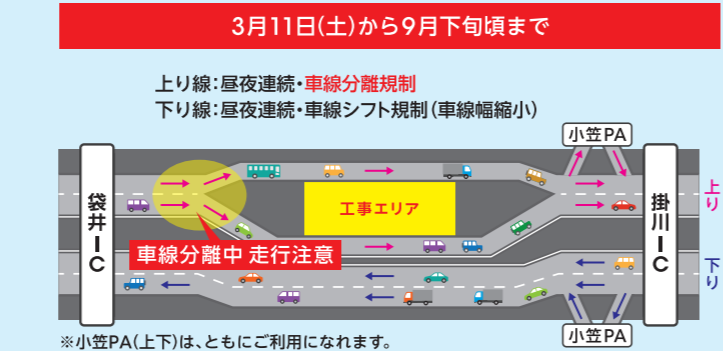 3月11日(土)から9月下旬頃まで
上り線:昼夜連続・車線分離規制
下り線:昼夜連続・車線シフト規制(車線幅縮小)
小笠PA
袋井IC
工事エリア
掛川IC
上り
車線分離中 走行注意
下り
小笠PA
※小笠PA(上下)は、ともにご利用になれます。